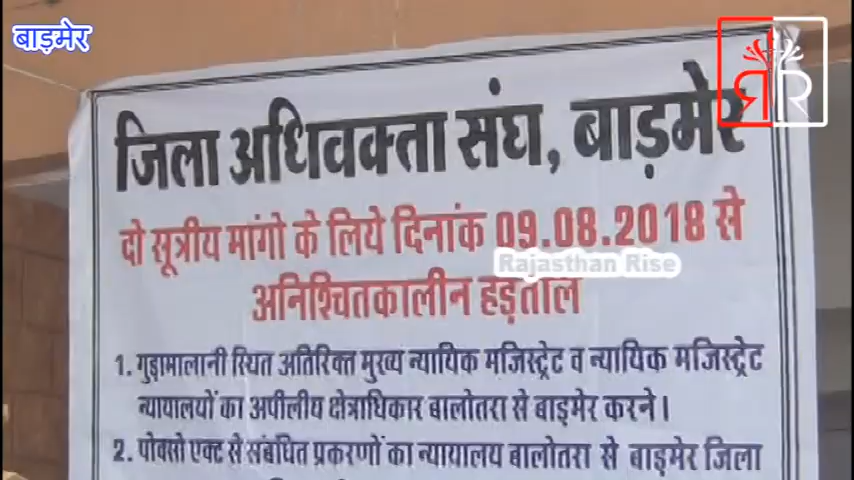 बाड़मेर
जिला अधिवक्ता संघ, बाड़मेर
दो सूत्रीय मांगो के लिये दिनांक 09.08.2018 से
Rajasthan Rise
अनिश्चितकालीन हड़ताल
1. गुड़ामालानी स्थित अतिरिक्त मुख्य न्यायिक मजिस्ट्रेट व न्यायिक मजिस्ट्रेट
न्यायालयों का अपीलीय क्षेत्राधिकार बालोतरा से बाड़मेर करने।
2. पोक्सो एक्ट से संबधित प्रकरणों का न्यायालय बालोतरा से बाड़मेर जिला